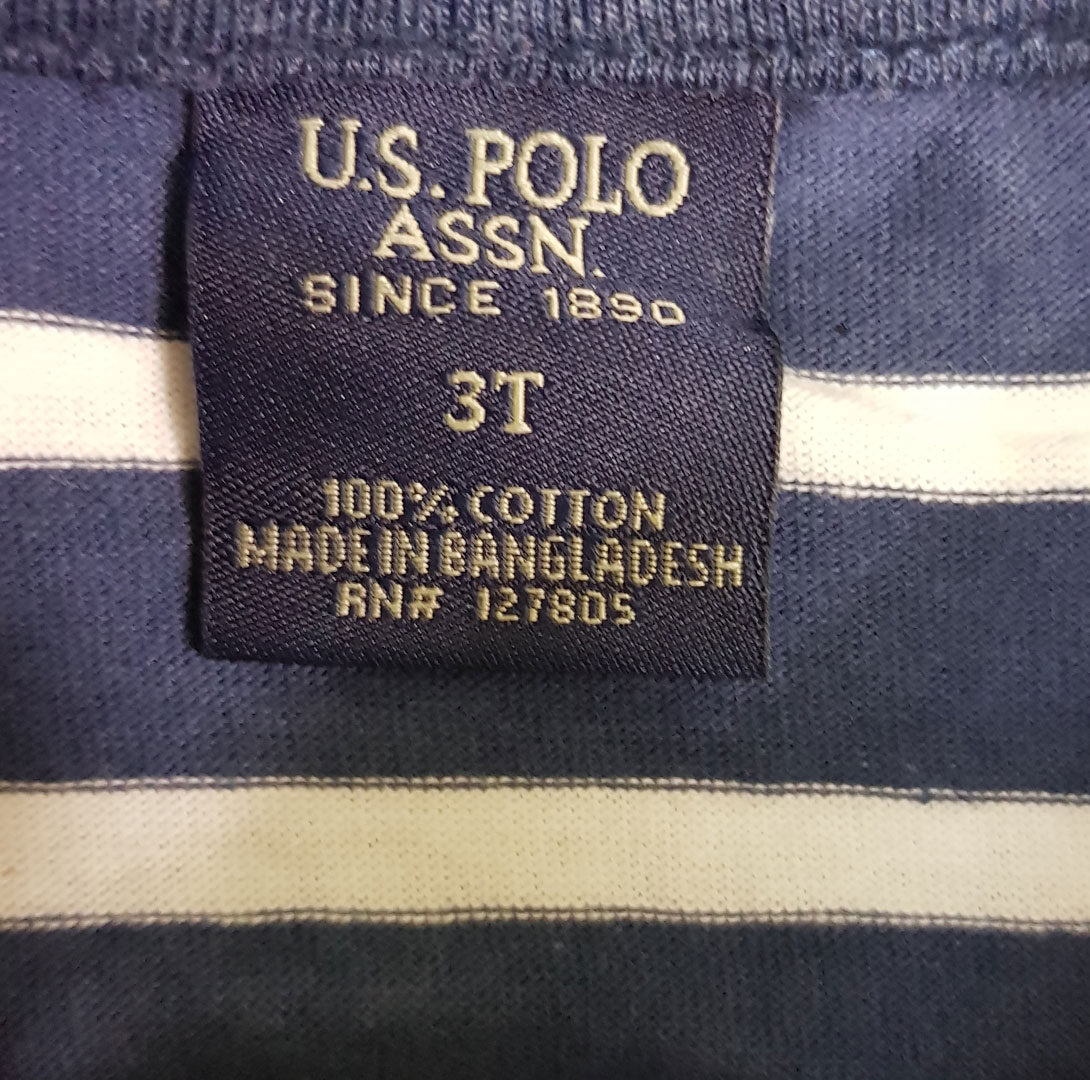 U.S. POLO
ASSN.
SINCE 1890
3T
100% COTTON
MADE IN BANGLADESH
RN# 127805